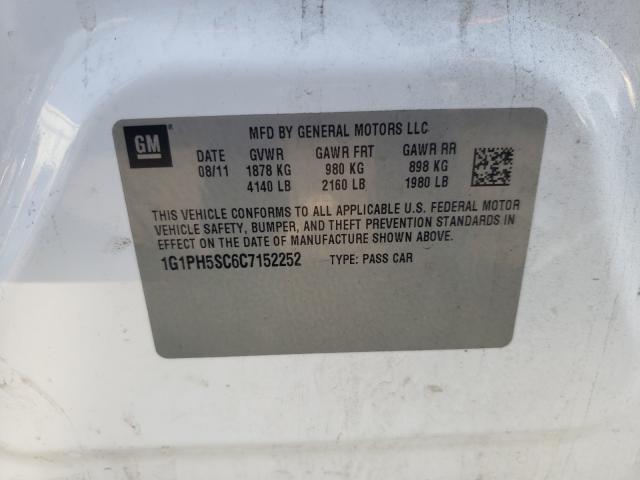 GM
MFD BY GENERAL MOTORS LLC
DATE GVWR GAWR FRT GAWR RR
08/11 1878 KG 980 KG 898 KG
4140 LB 2160 LB 1980 LB
THIS VEHICLE CONFORMS TO ALL APPLICABLE U.S. FEDERAL MOTOR
VEHICLE SAFETY, BUMPER, AND THEFT PREVENTION STANDARDS IN
EFFECT ON THE DATE OF MANUFACTURE SHOWN ABOVE.
1G1PH5SC6C7152252 TYPE: PASS CAR